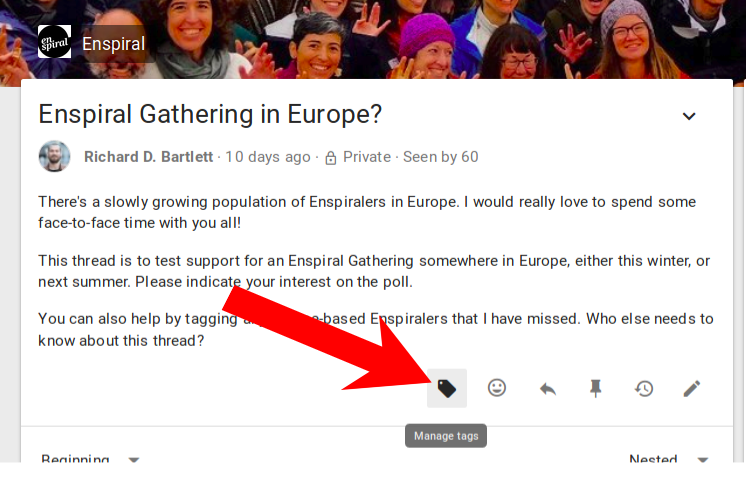 en
spiral
Enspiral
Enspiral Gathering in Europe?
Richard D. Bartlett · 10 days ago · Private · Seen by 60
There's a slowly growing population of Enspiralers in Europe. I would really love to spend some
face-to-face time with you all!
This thread is to test support for an Enspiral Gathering somewhere in Europe, either this winter, or
next summer. Please indicate your interest on the poll.
You can also help by tagging -based Enspiralers that I have missed. Who else needs to
know about this thread?
Manage tags
Beginning
Nested